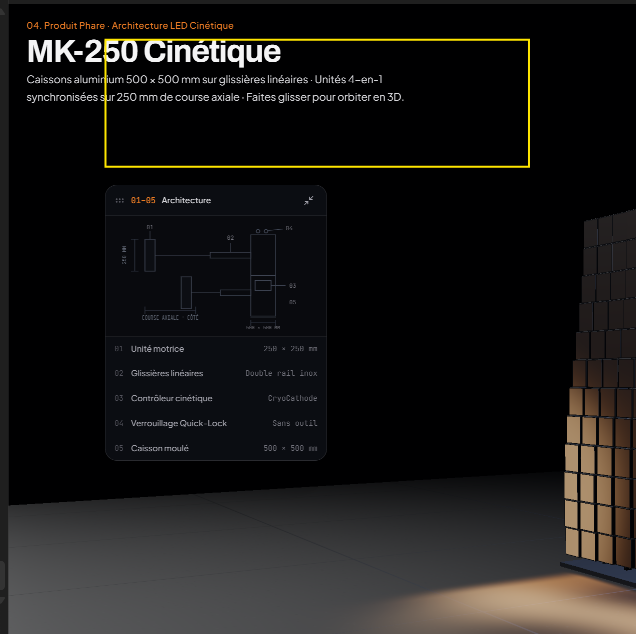 04. Produit Phare · Architecture LED Cinétique
MK-250 Cinétique
Caissons aluminium 500 × 500 mm sur glissières linéaires · Unités 4-en-1
synchronisées sur 250 mm de course axiale · Faites glisser pour orbiter en 3D.
01-05 Architecture
01
02
04
250 MM
03
05
COURSE AXIALE · CÔTÉ
01 Unité motrice 250 × 250 mm
02 Glissières linéaires Double rail inox
03 Contrôleur cinétique CryoCathode
04 Verrouillage Quick-Lock Sans outil
05 Caisson moulé 500 × 500 mm